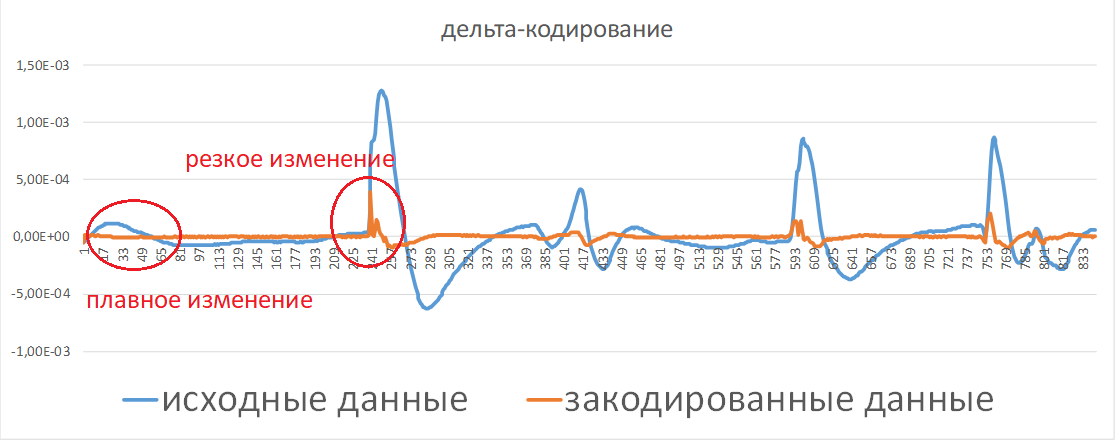 дельта-кодирование
1,50E-03
1,00E-03
резкое изменение
5,00E-04
0,00E+00
1 17 33 49 65 81 97 113 129 145 161 177 193 209 225 241 257 273 289 305 321 337 353 369 385 401 417 433 449 465 481 497 513 529 545 561 577 593 609 625 641 657 673 689 705 721 737 753 769 785 801 817 833
плавное изменение
-5,00E-04
-1,00E-03
исходные данные закодированные данные